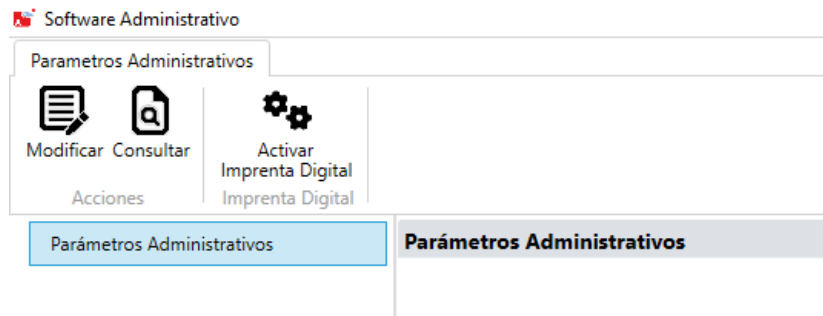 Software Administrativo
Parametros Administrativos
Modificar Consultar Activar
Imprenta Digital
Acciones Imprenta Digital
Parámetros Administrativos Parámetros Administrativos